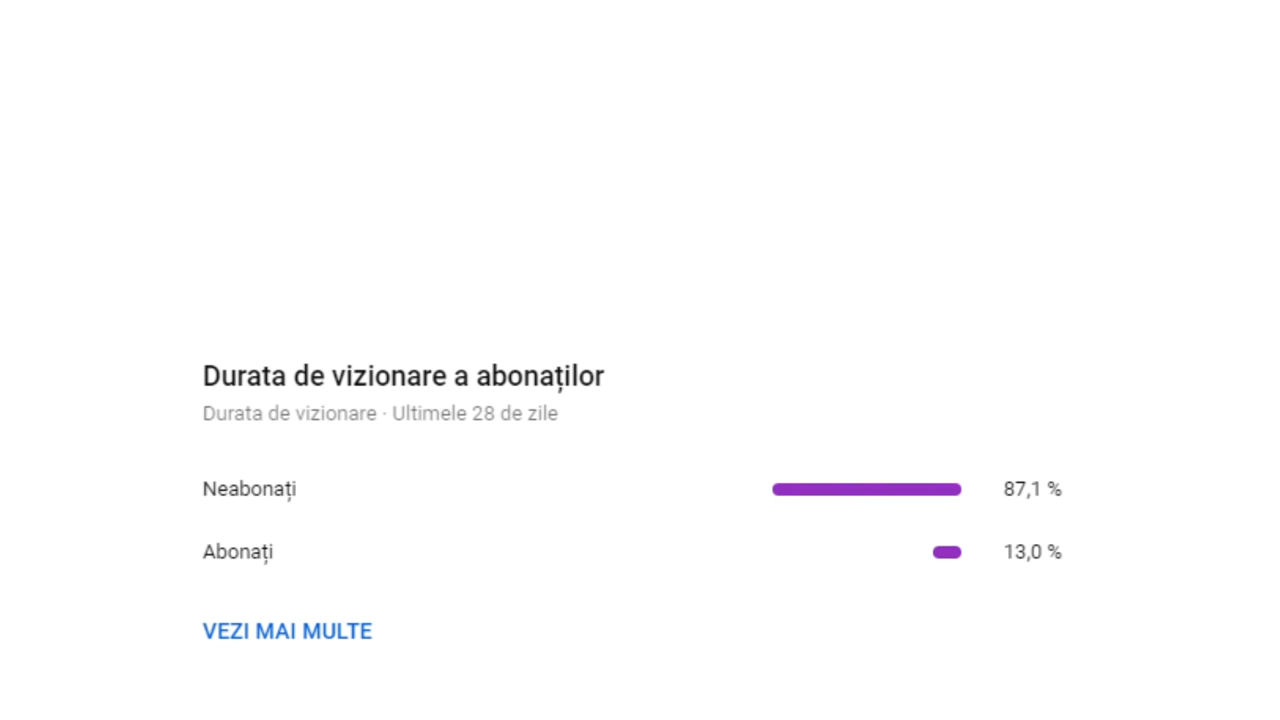 Durata de vizionare a abonaților
Durata de vizionare · Ultimele 28 de zile
Neabonați 87,1 %
Abonați 13,0 %
VEZI MAI MULTE